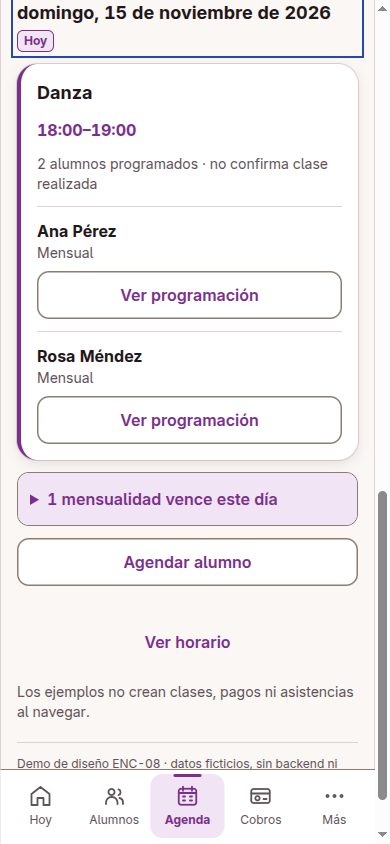 domingo, 15 de noviembre de 2026
Hoy
Danza
18:00–19:00
2 alumnos programados · no confirma clase
realizada
Ana Pérez
Mensual
Ver programación
Rosa Méndez
Mensual
Ver programación
1 mensualidad vence este día
Agendar alumno
Ver horario
Los ejemplos no crean clases, pagos ni asistencias
al navegar.
Demo de diseño ENC-08 · datos ficticios, sin backend ni
Hoy
Alumnos
Agenda
Cobros
Más